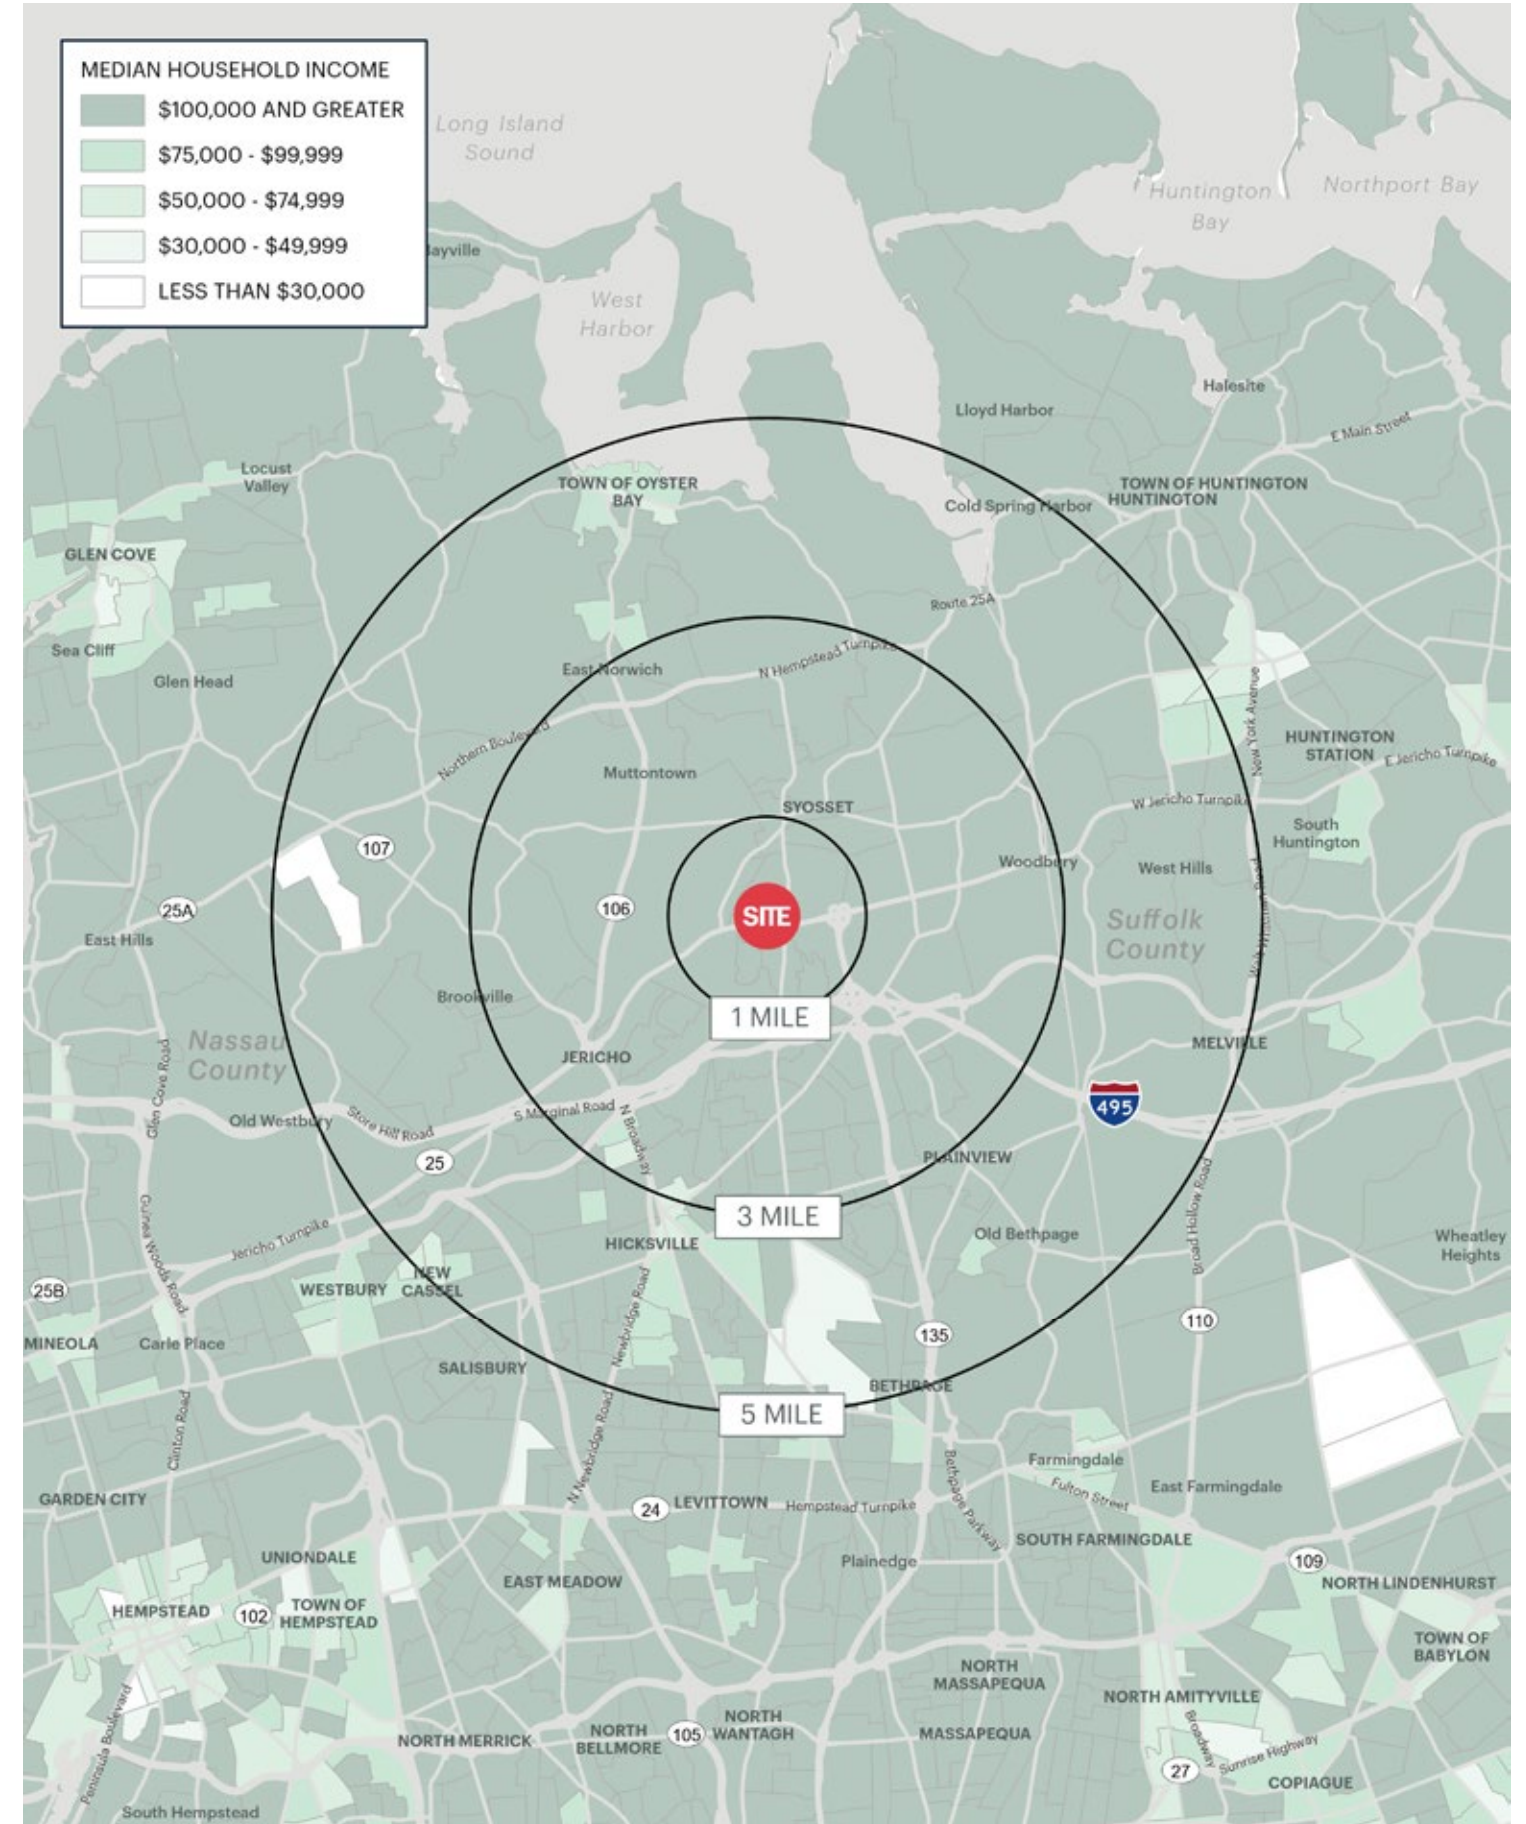 MEDIAN HOUSEHOLD INCOME
$100,000 AND GREATER
$75,000 - $99,999
$50,000 - $74,999
$30,000 - $49,999
LESS THAN $30,000
Long Island
Sound
Huntington
Bay
Northport Bay
West
Harbor
Halesite
Lloyd Harbor
E Main Street
Locust
Valley
TOWN OF OYSTER
BAY
TOWN OF HUNTINGTON
HUNTINGTON
Cold Spring Harbor
GLEN COVE
Route 25A
Sea Cliff
Glen Head
East Norwich
N Hempstead Turnpike
Northern Boulevard
Muttontown
New York Avenue
HUNTINGTON
STATION
E Jericho Turnpike
SYOSSET
W Jericho Turnpike
South
Huntington
107
Woodbury
West Hills
25A
106
SITE
Suffolk
County
East Hills
Brookville
1 MILE
Nassau
County
JERICHO
MELVILLE
Glen Cove Road
Old Westbury
Store Hill Road
S Marginal Road
N Broadway
495
25
PLAINVIEW
3 MILE
Guinea Woods Road
Jericho Turnpike
HICKSVILLE
Old Bethpage
Broad Hollow Road
Wheatley
Heights
25B
WESTBURY
NEW
CASSEL
MINEOLA
Carle Place
Newbridge Road
135
110
SALISBURY
BETHPAGE
5 MILE
Clinton Road
N Newbridge Road
Bethpage Parkway
Farmingdale
Fulton Street
East Farmingdale
GARDEN CITY
24
LEVITTOWN
Hempstead Turnpike
SOUTH FARMINGDALE
UNIONDALE
Plainedge
109
EAST MEADOW
NORTH LINDENHURST
HEMPSTEAD
102
TOWN OF
HEMPSTEAD
TOWN OF
BABYLON
NORTH
MASSAPEQUA
NORTH AMITYVILLE
Peninsula Boulevard
NORTH MERRICK
NORTH
BELLMORE
105
NORTH
WANTAGH
MASSAPEQUA
Broadway
Sunrise Highway
27
COPIAGUE
South Hempstead